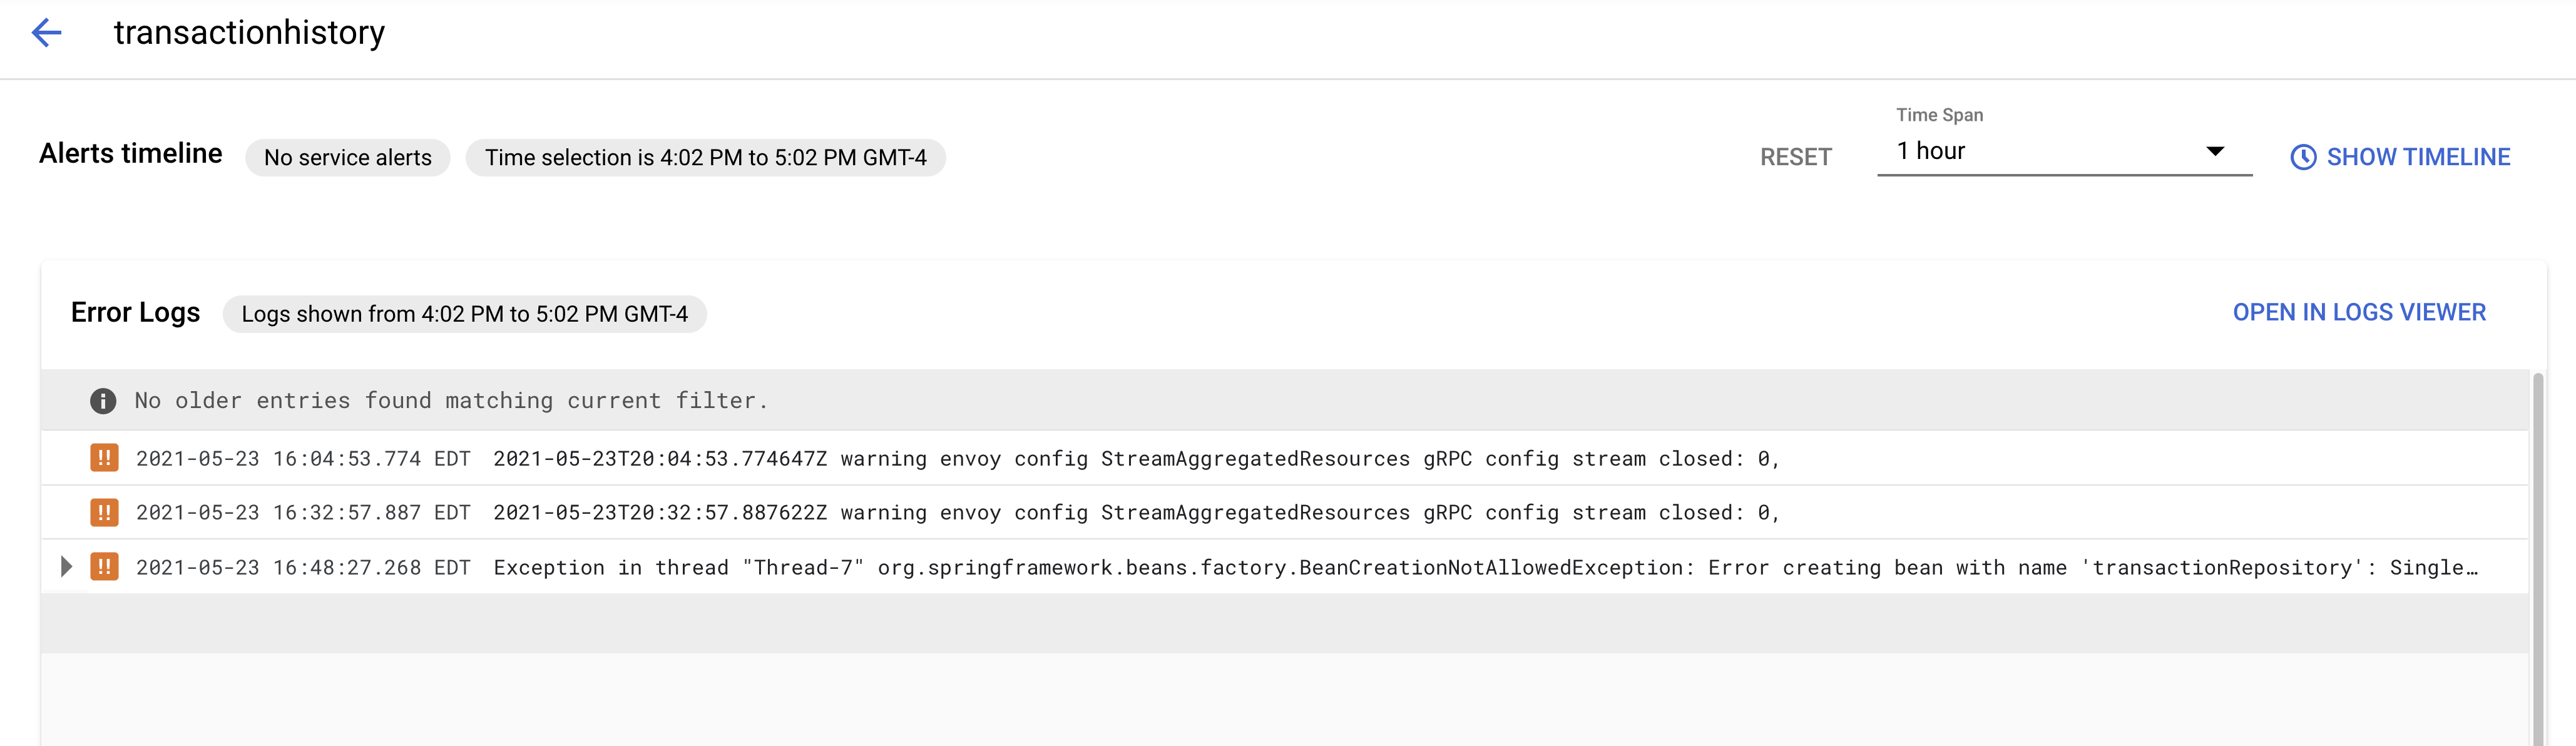 transactionhistory
Alerts timeline No service alerts Time selection is 4:02 PM to 5:02 PM GMT-4 RESET Time Span 1 hour SHOW TIMELINE
Error Logs Logs shown from 4:02 PM to 5:02 PM GMT-4 OPEN IN LOGS VIEWER
No older entries found matching current filter.
!! 2021-05-23 16:04:53.774 EDT 2021-05-23T20:04:53.774647Z warning envoy config StreamAggregatedResources gRPC config stream closed: 0,
!! 2021-05-23 16:32:57.887 EDT 2021-05-23T20:32:57.887622Z warning envoy config StreamAggregatedResources gRPC config stream closed: 0,
!! 2021-05-23 16:48:27.268 EDT Exception in thread "Thread-7" org.springframework.beans.factory.BeanCreationNotAllowedException: Error creating bean with name 'transactionRepository': Single…